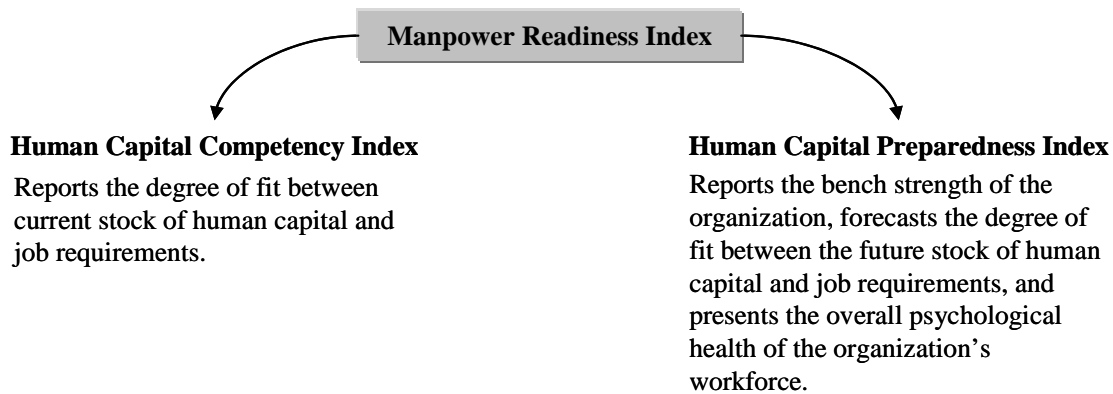 Manpower Readiness Index
Human Capital Competency Index
Reports the degree of fit between
current stock of human capital and
job requirements.
Human Capital Preparedness Index
Reports the bench strength of the
organization, forecasts the degree of
fit between the future stock of human
capital and job requirements, and
presents the overall psychological
health of the organization’s
workforce.